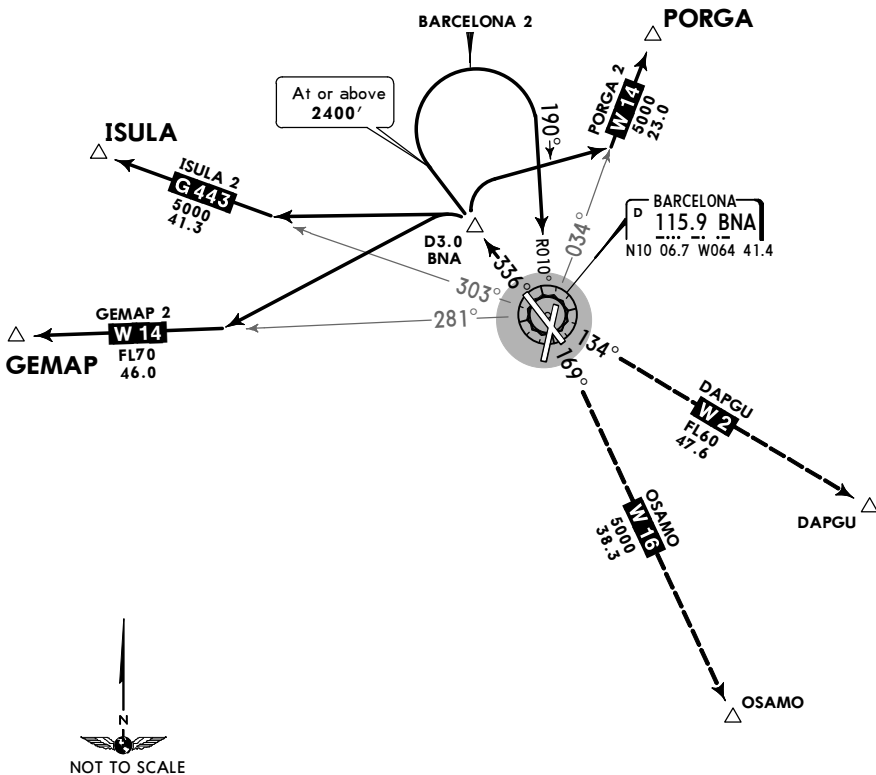 BARCELONA 2
PORGA
At or above
2400'
190°
PORGA 2
W 14
5000
23.0
ISULA
ISULA 2
G 443
5000
41.3
D3.0
BNA
336°
R010°
034°
BARCELONA
D 115.9 BNA
N10 06.7 W064 41.4
303°
281°
GEMAP 2
W 14
FL70
46.0
GEMAP
134°
169°
DAPGU
W 2
FL60
47.6
DAPGU
OSAMO
W 16
5000
38.3
OSAMO
N
NOT TO SCALE